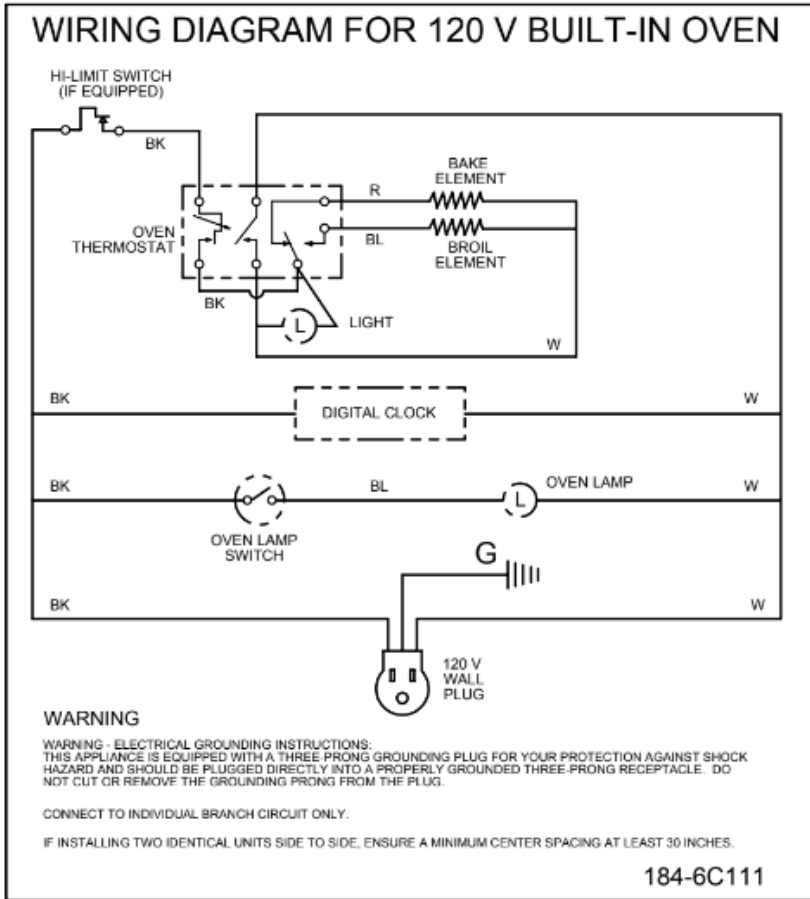 WIRING DIAGRAM FOR 120 V BUILT-IN OVEN
HI-LIMIT SWITCH
(IF EQUIPPED)
BK
BAKE
ELEMENT
R
OVEN
THERMOSTAT
BL
BROIL
ELEMENT
BK
L
LIGHT
W
BK
DIGITAL CLOCK
W
BK
BL
L
OVEN LAMP
W
OVEN LAMP
SWITCH
G
BK
W
120 V
WALL
PLUG
WARNING
WARNING - ELECTRICAL GROUNDING INSTRUCTIONS:
THIS APPLIANCE IS EQUIPPED WITH A THREE-PRONG GROUNDING PLUG FOR YOUR PROTECTION AGAINST SHOCK
HAZARD AND SHOULD BE PLUGGED DIRECTLY INTO A PROPERLY GROUNDED THREE-PRONG RECEPTACLE. DO
NOT CUT OR REMOVE THE GROUNDING PRONG FROM THE PLUG.
CONNECT TO INDIVIDUAL BRANCH CIRCUIT ONLY.
IF INSTALLING TWO IDENTICAL UNITS SIDE TO SIDE, ENSURE A MINIMUM CENTER SPACING AT LEAST 30 INCHES.
184-6C111